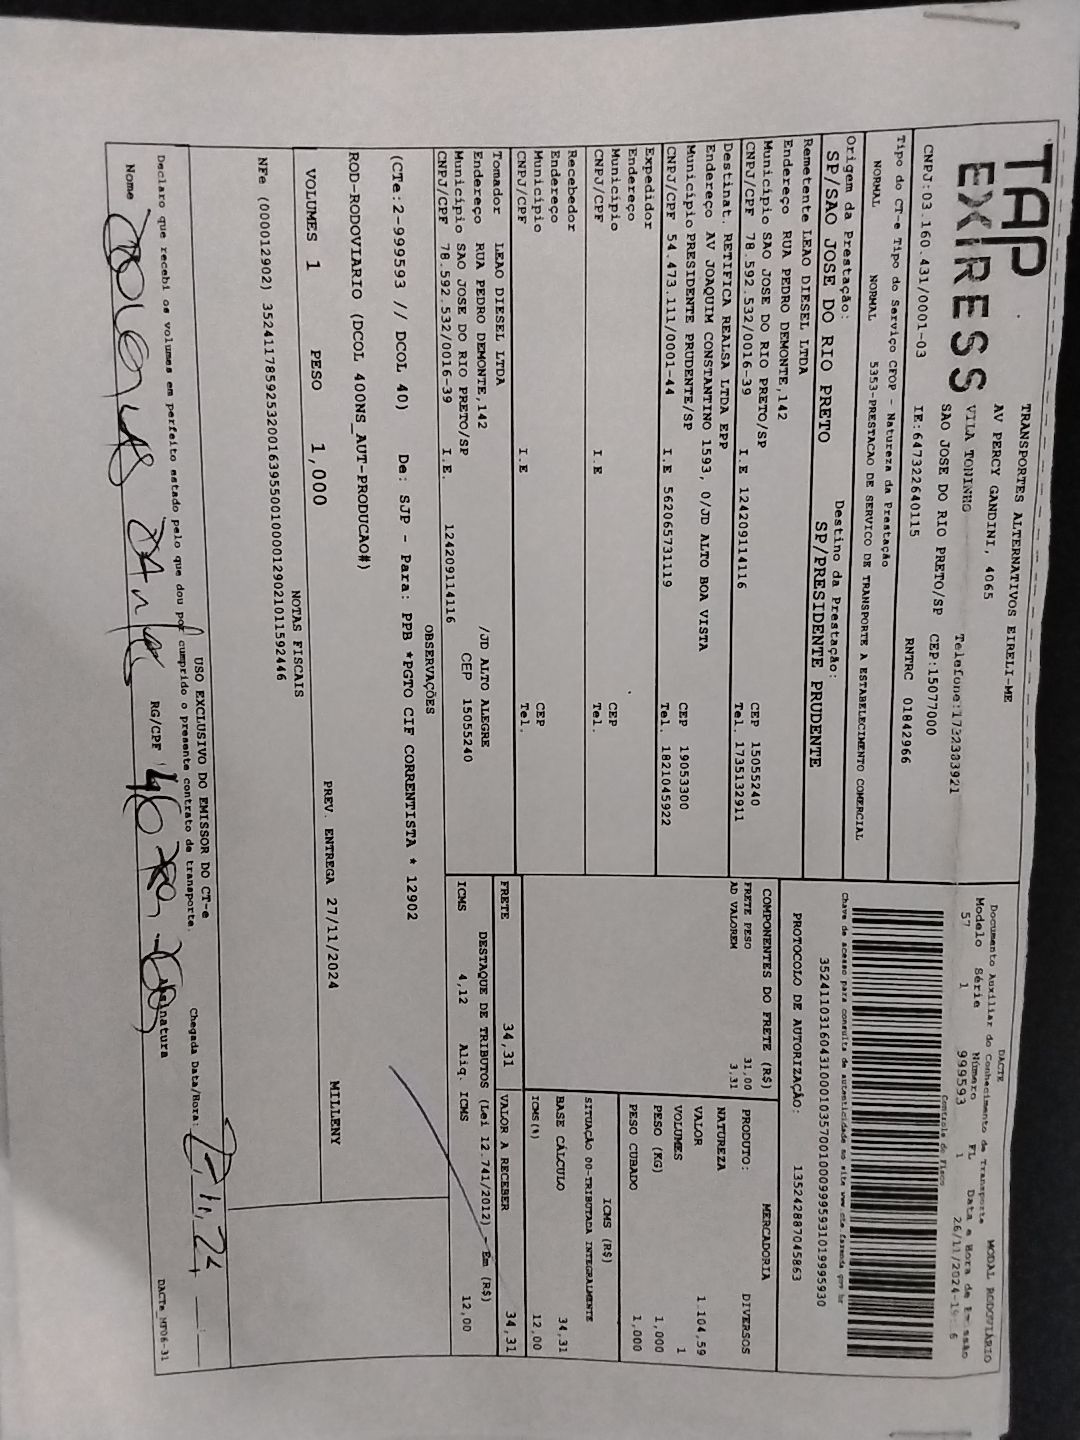 TAP
EXPRESS
TRANSPORTES ALTERNATIVOS EIRELI-ME
AV PERCY GANDINI, 4065
VILA TONINHO Telefone:1732383921
SAO JOSE DO RIO PRETO/SP CEP:15077000
CNPJ:03.160.431/0001-03 IE:647322640115 RNTRC 01842966
DACTE MODAL RODOVIÁRIO
Documento Auxiliar do Conhecimento de Transporte
Modelo Série Número FL Data e Hora de Emissão
57 1 999593 1 26/11/2024
Controle do Fisco
Chave de acesso para consulta de autenticidade no site www.cte.fazenda.gov.br
35241103160431000103570010009995931019995930
PROTOCOLO DE AUTORIZAÇÃO: 135242887045863
Tipo do CT-e Tipo do Serviço CFOP - Natureza da Prestação
NORMAL NORMAL 5353-PRESTACAO DE SERVICO DE TRANSPORTE A ESTABELECIMENTO COMERCIAL
Origem da Prestação: Destino da Prestação:
SP/SAO JOSE DO RIO PRETO SP/PRESIDENTE PRUDENTE
Remetente LEAO DIESEL LTDA
Endereço RUA PEDRO DEMONTE,142
Município SAO JOSE DO RIO PRETO/SP CEP 15055240
CNPJ/CPF 78.592.532/0016-39 I.E 124209114116 Tel. 1735132911
Destinat. RETIFICA REALSA LTDA EPP
Endereço AV JOAQUIM CONSTANTINO 1593, 0/JD ALTO BOA VISTA
Município PRESIDENTE PRUDENTE/SP CEP 19053300
CNPJ/CPF 54.473.111/0001-44 I.E 562065731119 Tel. 1821045922
Expedidor
Endereço
Município CEP
CNPJ/CPF I.E Tel.
Recebedor
Endereço
Município CEP
CNPJ/CPF I.E Tel.
Tomador LEAO DIESEL LTDA
Endereço RUA PEDRO DEMONTE,142 /JD ALTO ALEGRE
Município SAO JOSE DO RIO PRETO/SP CEP 15055240
CNPJ/CPF 78.592.532/0016-39 I.E. 124209114116
COMPONENTES DO FRETE (R$)
FRETE PESO 31,00
AD VALOREM 3,31
MERCADORIA
PRODUTO: DIVERSOS
NATUREZA
VALOR 1.104,59
VOLUMES 1
PESO (KG) 1,000
PESO CUBADO 1,000
ICMS (R$)
SITUAÇÃO 00-TRIBUTADA INTEGRALMENTE
BASE CÁLCULO 34,31
ICMS(%) 12,00
FRETE 34,31 VALOR A RECEBER 34,31
DESTAQUE DE TRIBUTOS (Lei 12.741/2012) - Em (R$)
ICMS 4,12 Aliq. ICMS 12,00
OBSERVAÇÕES
(CTe:2-999593 // DCOL 40) De: SJP - Para: PPB *PGTO CIF CORRENTISTA * 12902
ROD-RODOVIARIO (DCOL 400NS_AUT-PRODUCAO#)
VOLUMES 1 PESO 1,000 PREV. ENTREGA 27/11/2024 MILLENY
NOTAS FISCAIS
NFe (000012902) 35241178592532001639550010000129021011592446
USO EXCLUSIVO DO EMISSOR DO CT-e
Declaro que recebi os volumes em perfeito estado pelo que dou por cumprido o presente contrato de transporte.
Chegada Data/Hora:
Nome RG/CPF Assinatura
DACTe_MT06-31